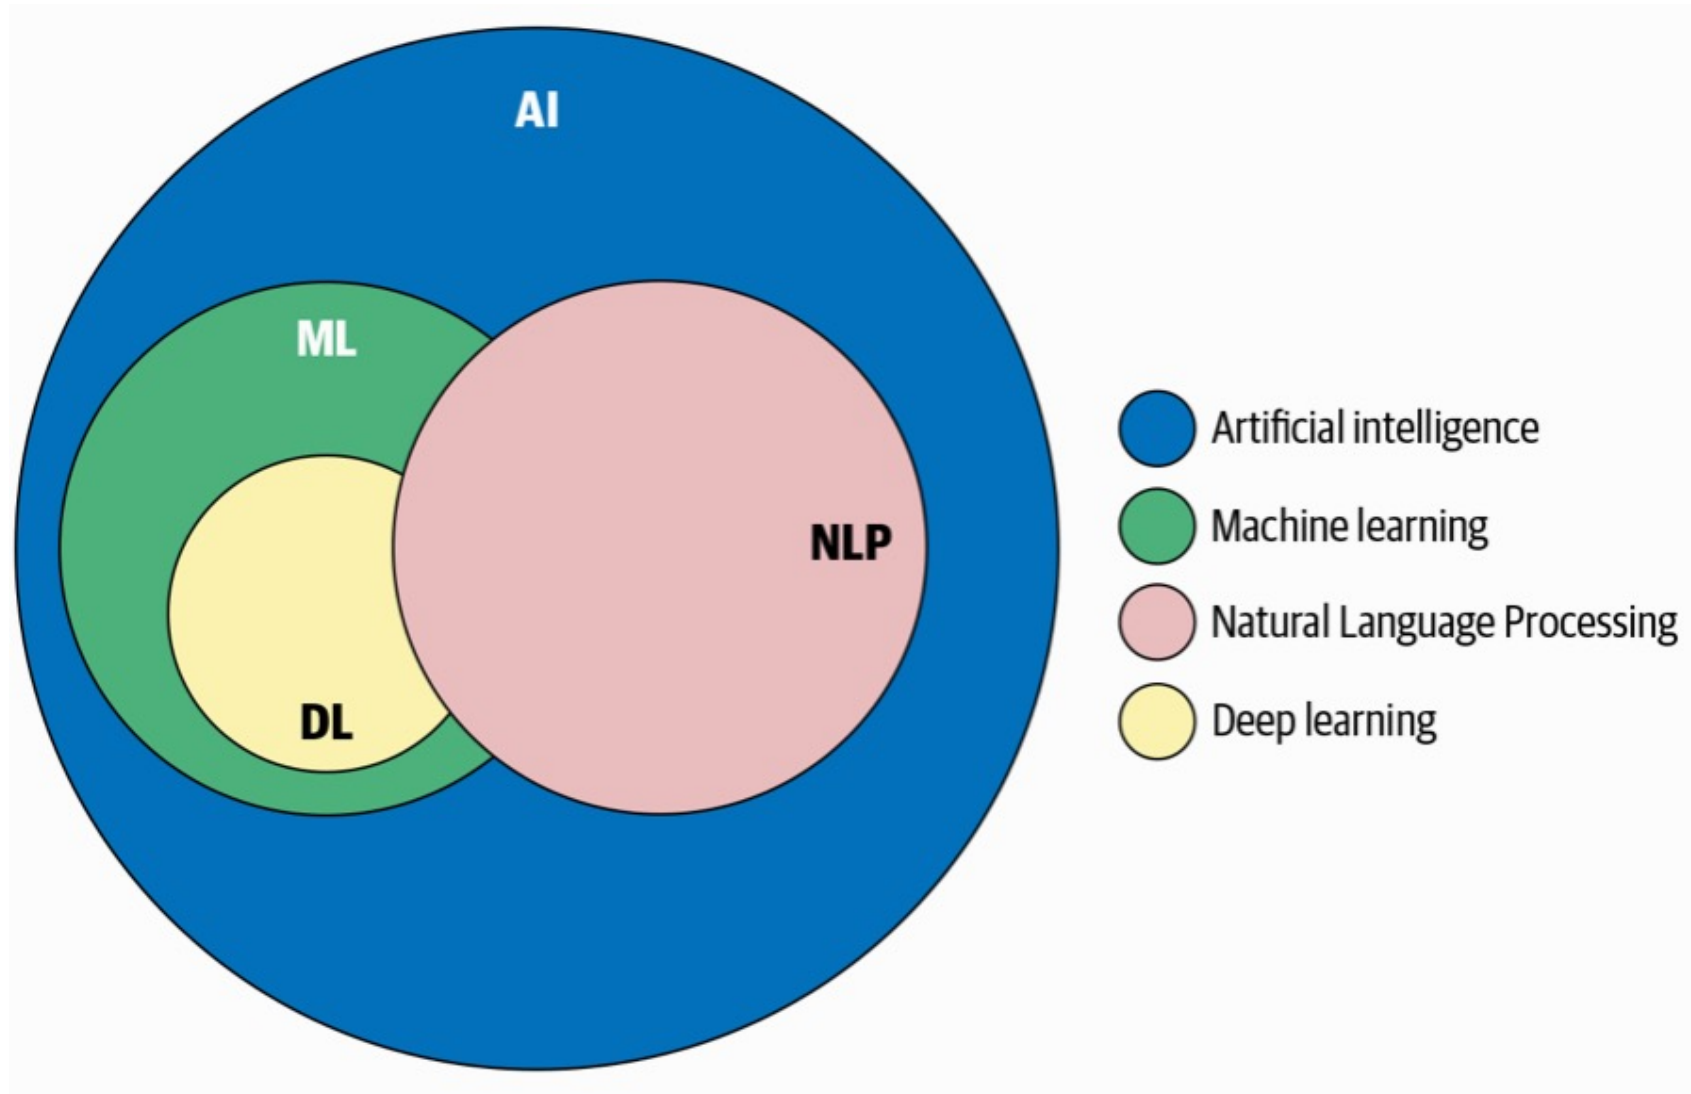 AI
ML
NLP
DL
Artificial intelligence
Machine learning
Natural Language Processing
Deep learning